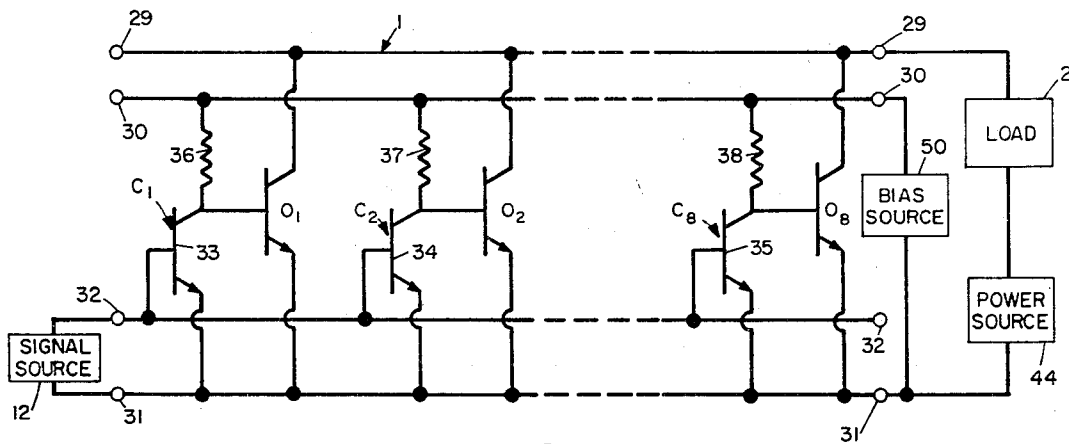 29
1
29
2
30
30
LOAD
36
37
38
50
BIAS
SOURCE
C1
O1
C2
O2
C8
O8
33
34
35
32
32
SIGNAL
SOURCE
12
POWER
SOURCE
44
31
31